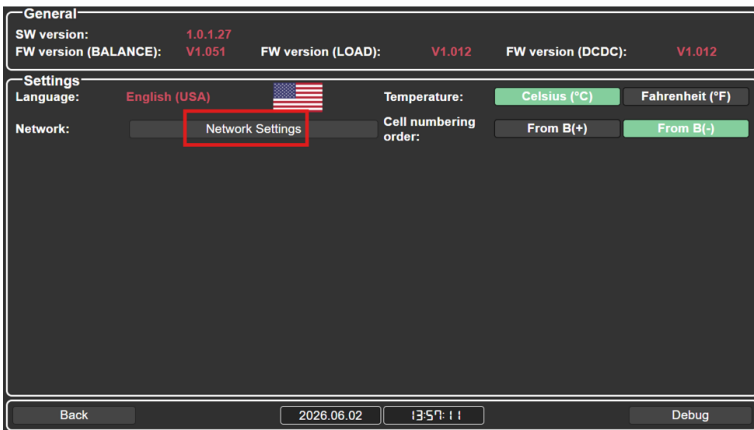 General
SW version: 1.0.1.27
FW version (BALANCE): V1.051 FW version (LOAD): V1.012 FW version (DCDC): V1.012
Settings
Language: English (USA) Temperature: Celsius (°C) Fahrenheit (°F)
Network: Network Settings Cell numbering order: From B(+) From B(-)
Back 2026.06.02 13:57:11 Debug